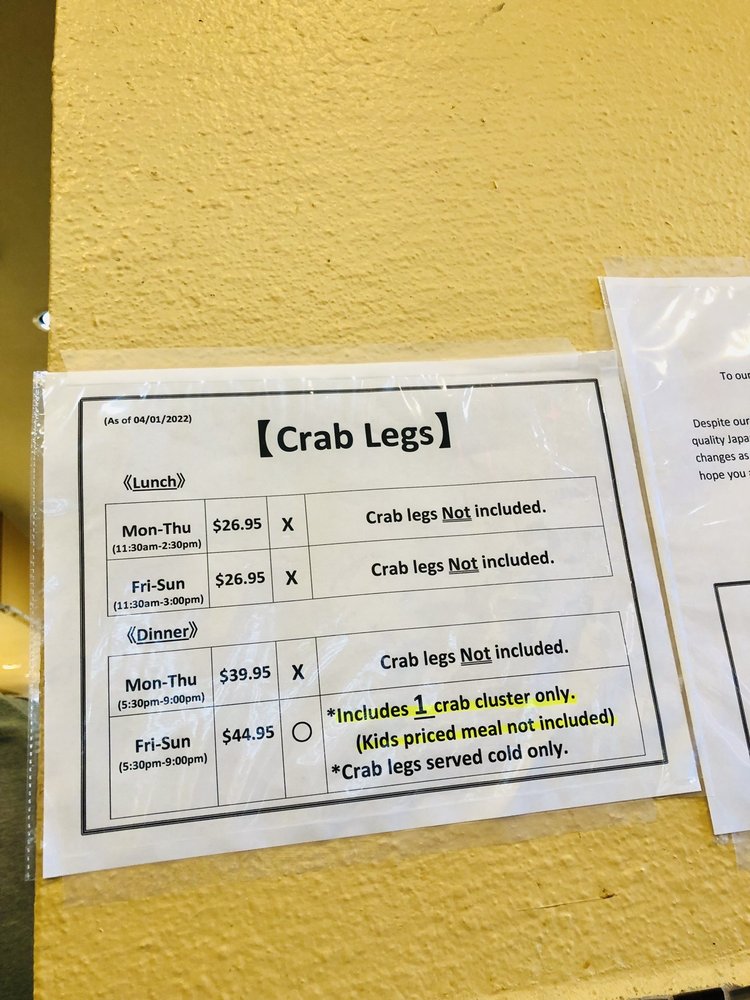 (As of 04/01/2022)
【Crab Legs】
《Lunch》
Mon-Thu $26.95 X Crab legs Not included.
(11:30am-2:30pm)
Fri-Sun $26.95 X Crab legs Not included.
(11:30am-3:00pm)
《Dinner》
Mon-Thu $39.95 X Crab legs Not included.
(5:30pm-9:00pm)
Fri-Sun $44.95 ○ *Includes 1 crab cluster only.
(5:30pm-9:00pm) (Kids priced meal not included)
*Crab legs served cold only.
To our
Despite our
quality Japa
changes as
hope you